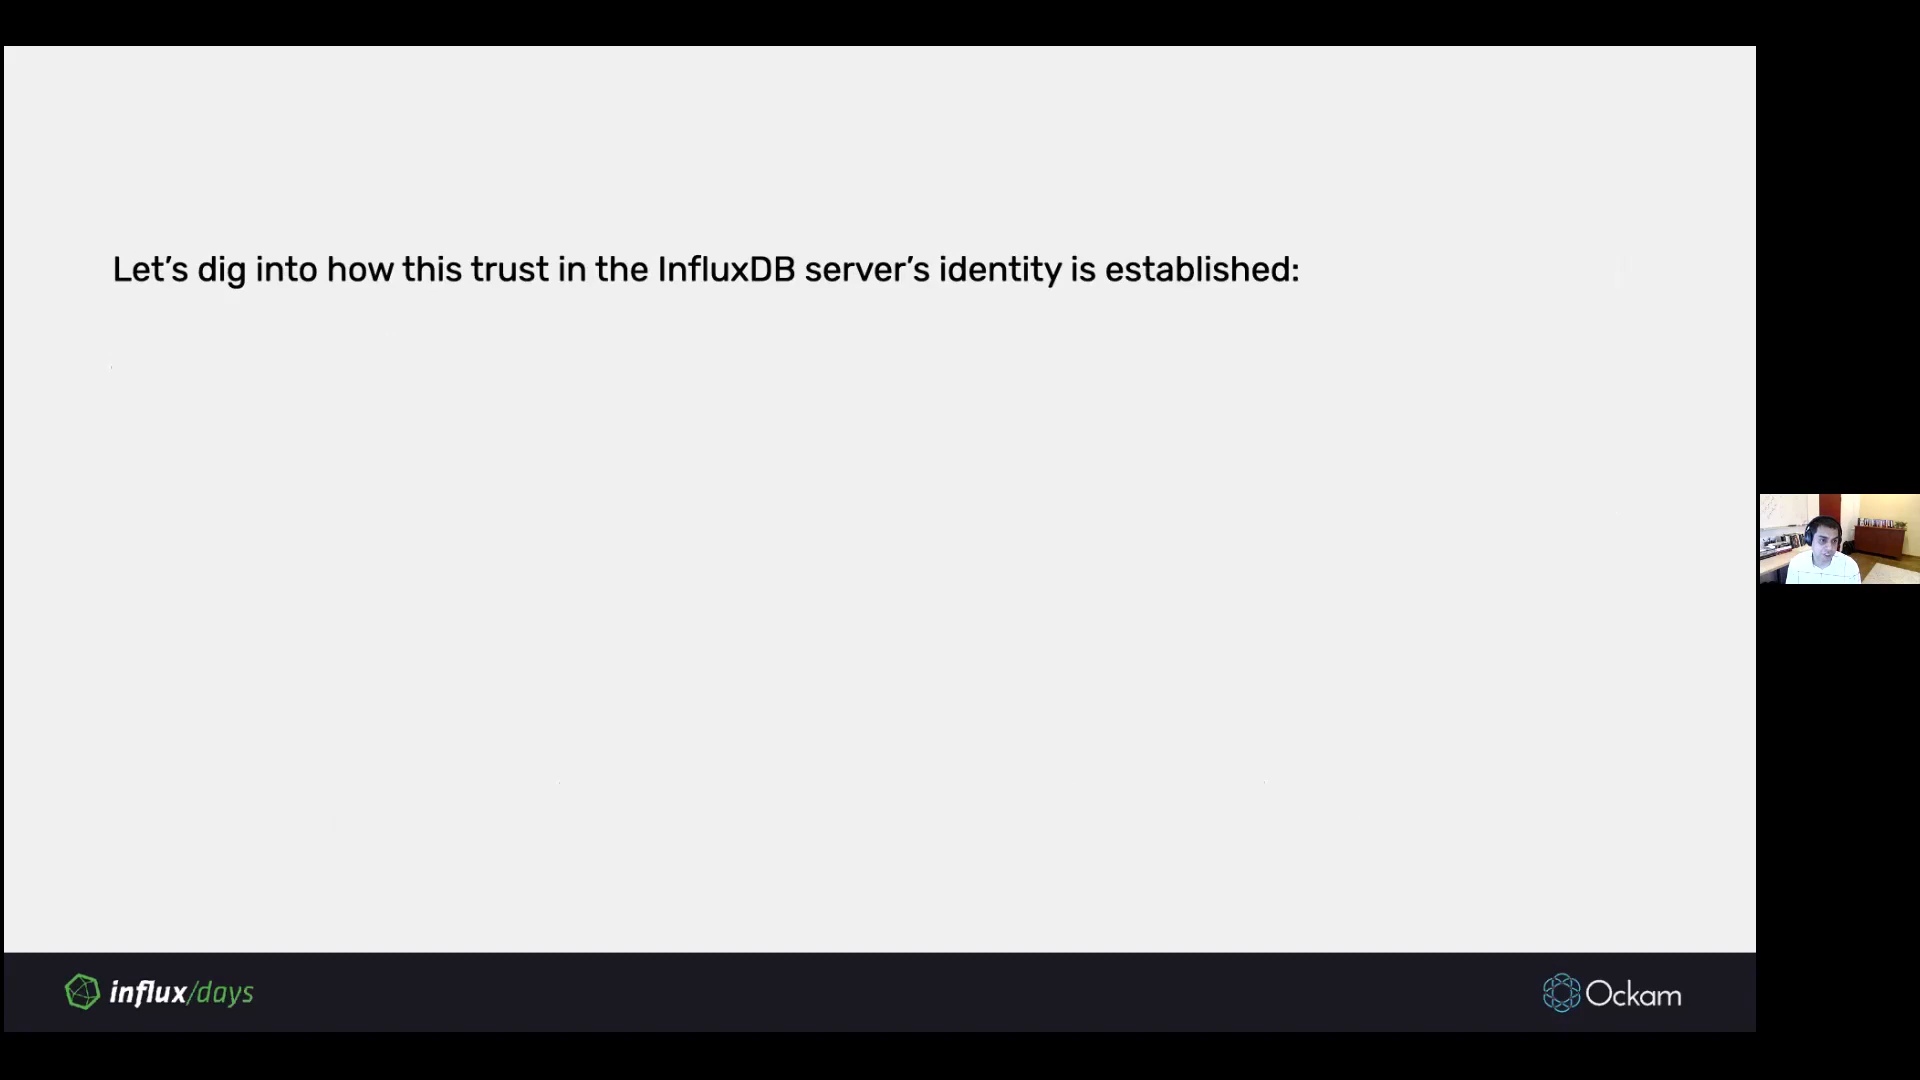 Let’s dig into how this trust in the InfluxDB server’s identity is established:
influx/days
Ockam